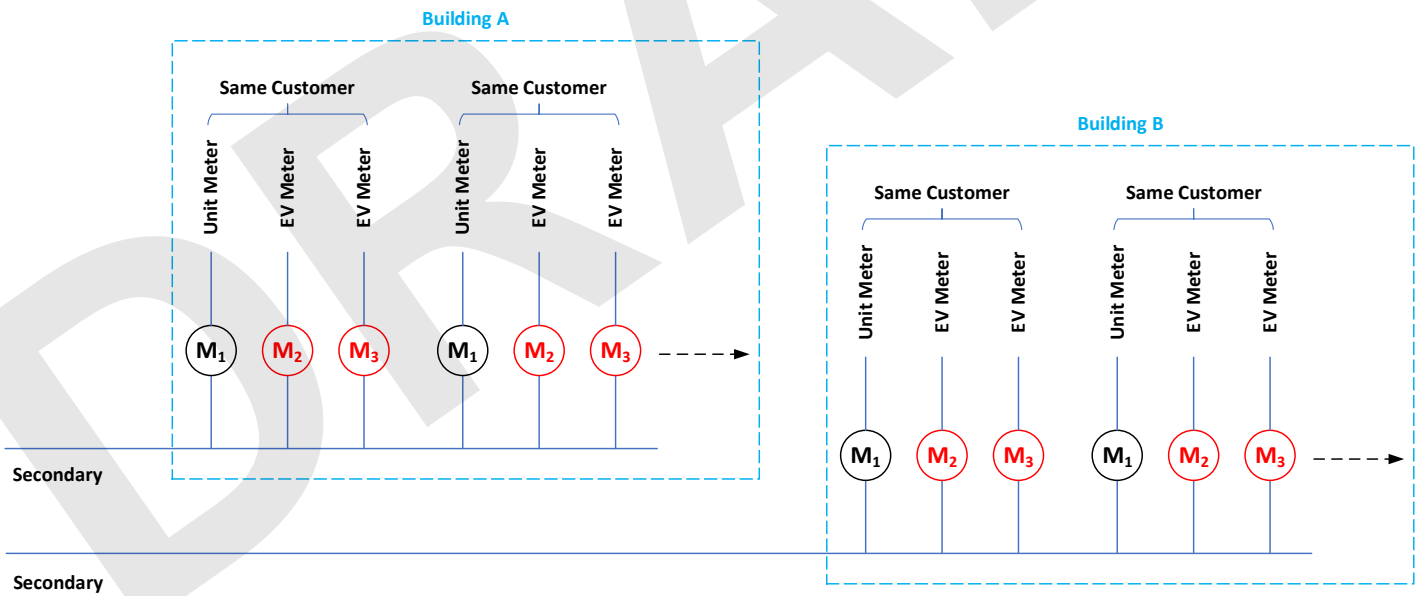 Building A
Same Customer
Same Customer
Unit Meter
EV Meter
EV Meter
Unit Meter
EV Meter
EV Meter
M₁
M₂
M₃
M₁
M₂
M₃
Secondary
Building B
Same Customer
Same Customer
Unit Meter
EV Meter
EV Meter
Unit Meter
EV Meter
EV Meter
M₁
M₂
M₃
M₁
M₂
M₃
Secondary
DRA